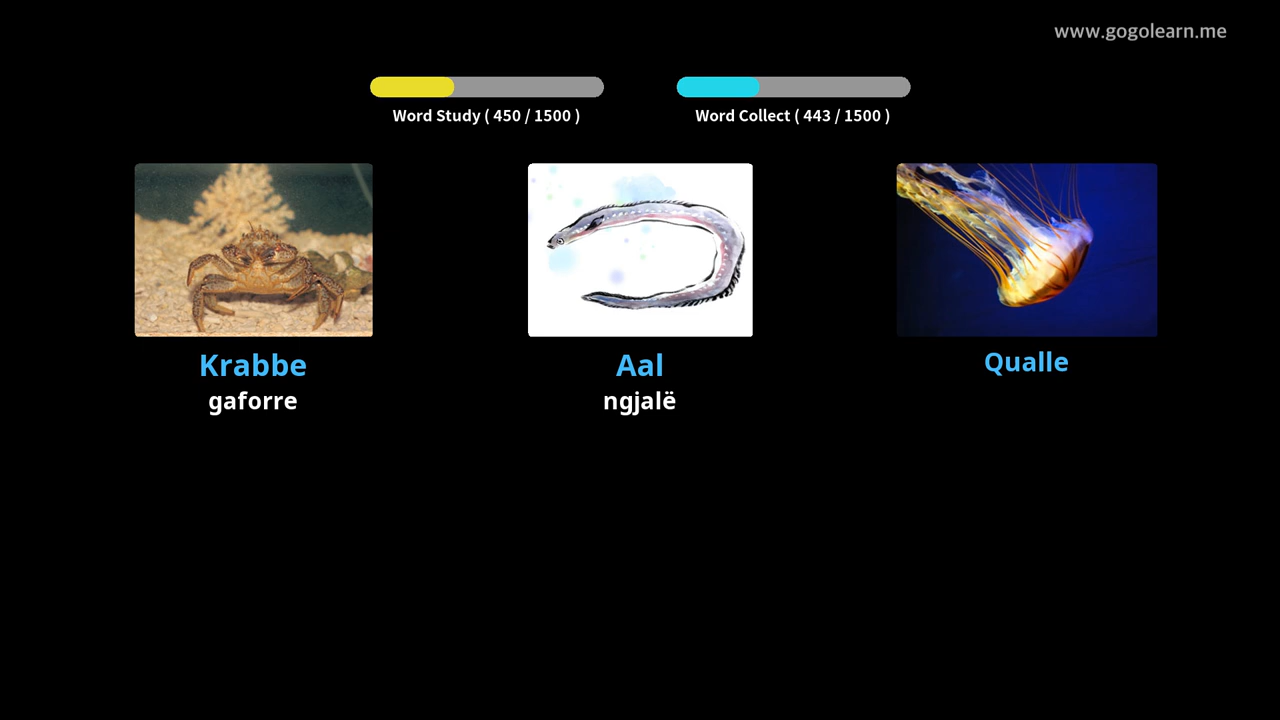 www.gogolearn.me
Word Study ( 450 / 1500 )
Word Collect ( 443 / 1500 )
Krabbe
gaforre
Aal
ngjalë
Qualle